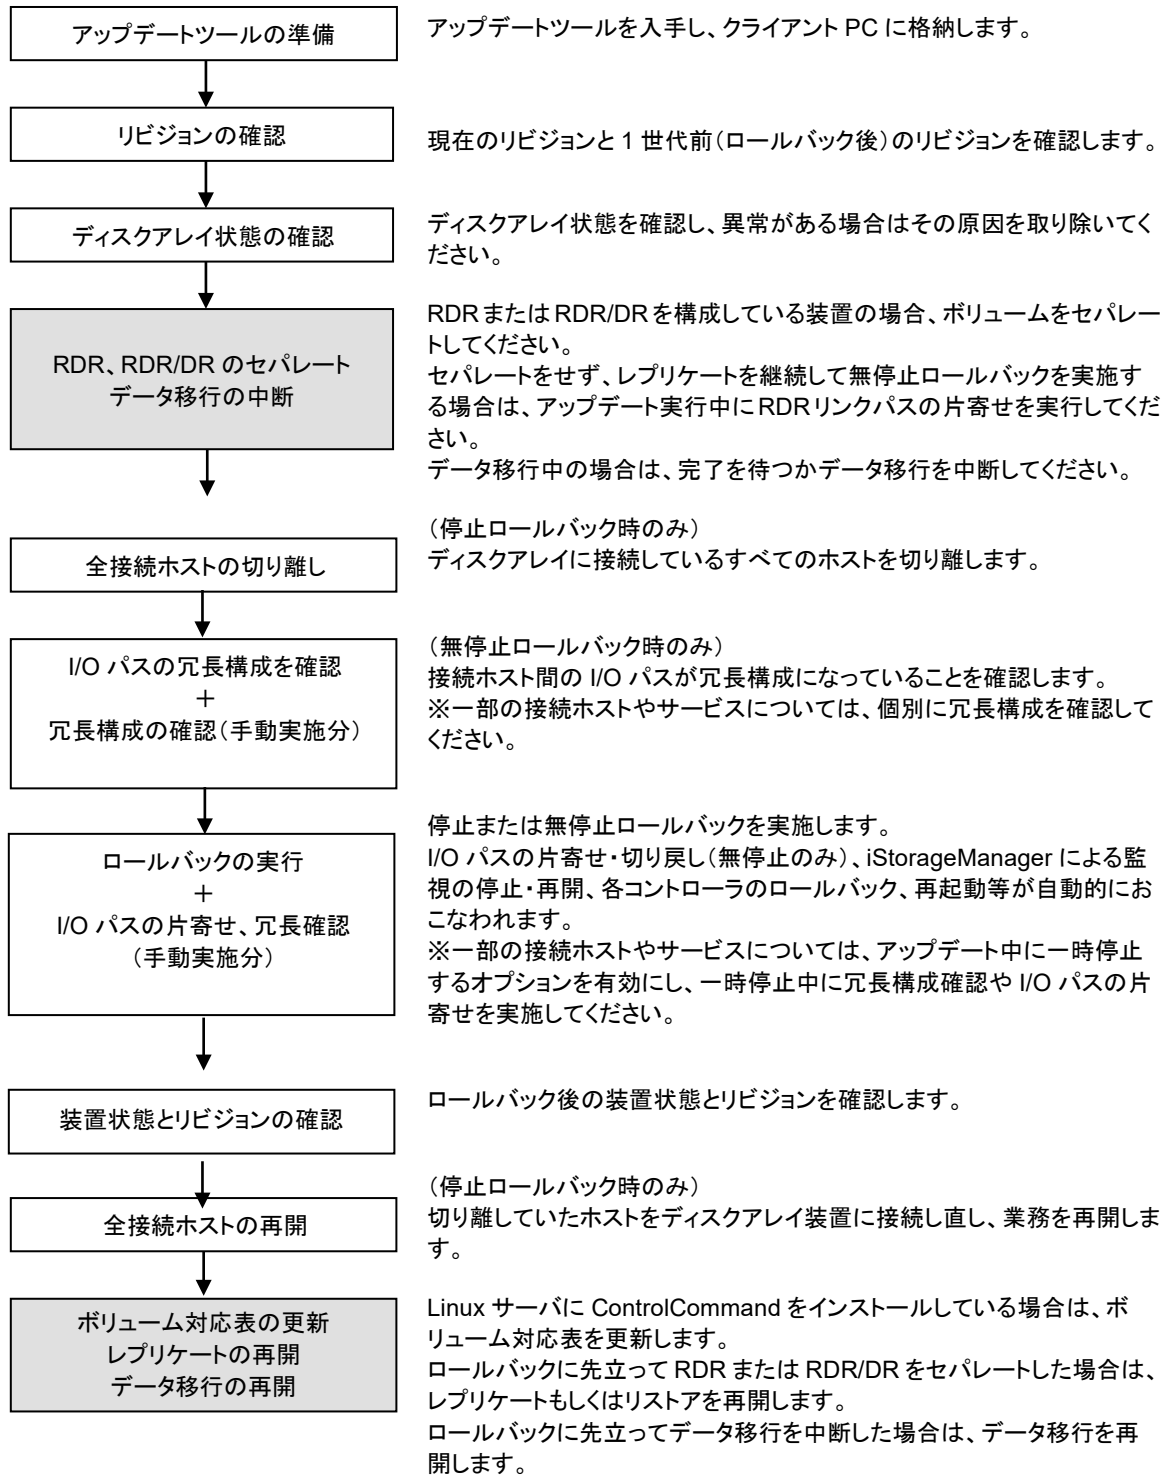 アップデートツールの準備
アップデートツールを入手し、クライアント PC に格納します。
リビジョンの確認
現在のリビジョンと 1 世代前（ロールバック後）のリビジョンを確認します。
ディスクアレイ状態の確認
ディスクアレイ状態を確認し、異常がある場合はその原因を取り除いてく
ださい。
RDR、RDR/DR のセパレート
データ移行の中断
RDR または RDR/DR を構成している装置の場合、ボリュームをセパレー
トしてください。
セパレートをせず、レプリケートを継続して無停止ロールバックを実施す
る場合は、アップデート実行中に RDR リンクパスの片寄せを実行してくだ
さい。
データ移行中の場合は、完了を待つかデータ移行を中断してください。
全接続ホストの切り離し
（停止ロールバック時のみ）
ディスクアレイに接続しているすべてのホストを切り離します。
I/O パスの冗長構成を確認
＋
冗長構成の確認（手動実施分）
（無停止ロールバック時のみ）
接続ホスト間の I/O パスが冗長構成になっていることを確認します。
※一部の接続ホストやサービスについては、個別に冗長構成を確認して
ください。
ロールバックの実行
＋
I/O パスの片寄せ、冗長確認
（手動実施分）
停止または無停止ロールバックを実施します。
I/O パスの片寄せ・切り戻し（無停止のみ）、iStorageManager による監
視の停止・再開、各コントローラのロールバック、再起動等が自動的にお
こなわれます。
※一部の接続ホストやサービスについては、アップデート中に一時停止
するオプションを有効にし、一時停止中に冗長構成確認や I/O パスの片
寄せを実施してください。
装置状態とリビジョンの確認
ロールバック後の装置状態とリビジョンを確認します。
全接続ホストの再開
（停止ロールバック時のみ）
切り離していたホストをディスクアレイ装置に接続し直し、業務を再開しま
す。
ボリューム対応表の更新
レプリケートの再開
データ移行の再開
Linux サーバに ControlCommand をインストールしている場合は、ボ
リューム対応表を更新します。
ロールバックに先立って RDR または RDR/DR をセパレートした場合は、
レプリケートもしくはリストアを再開します。
ロールバックに先立ってデータ移行を中断した場合は、データ移行を再
開します。